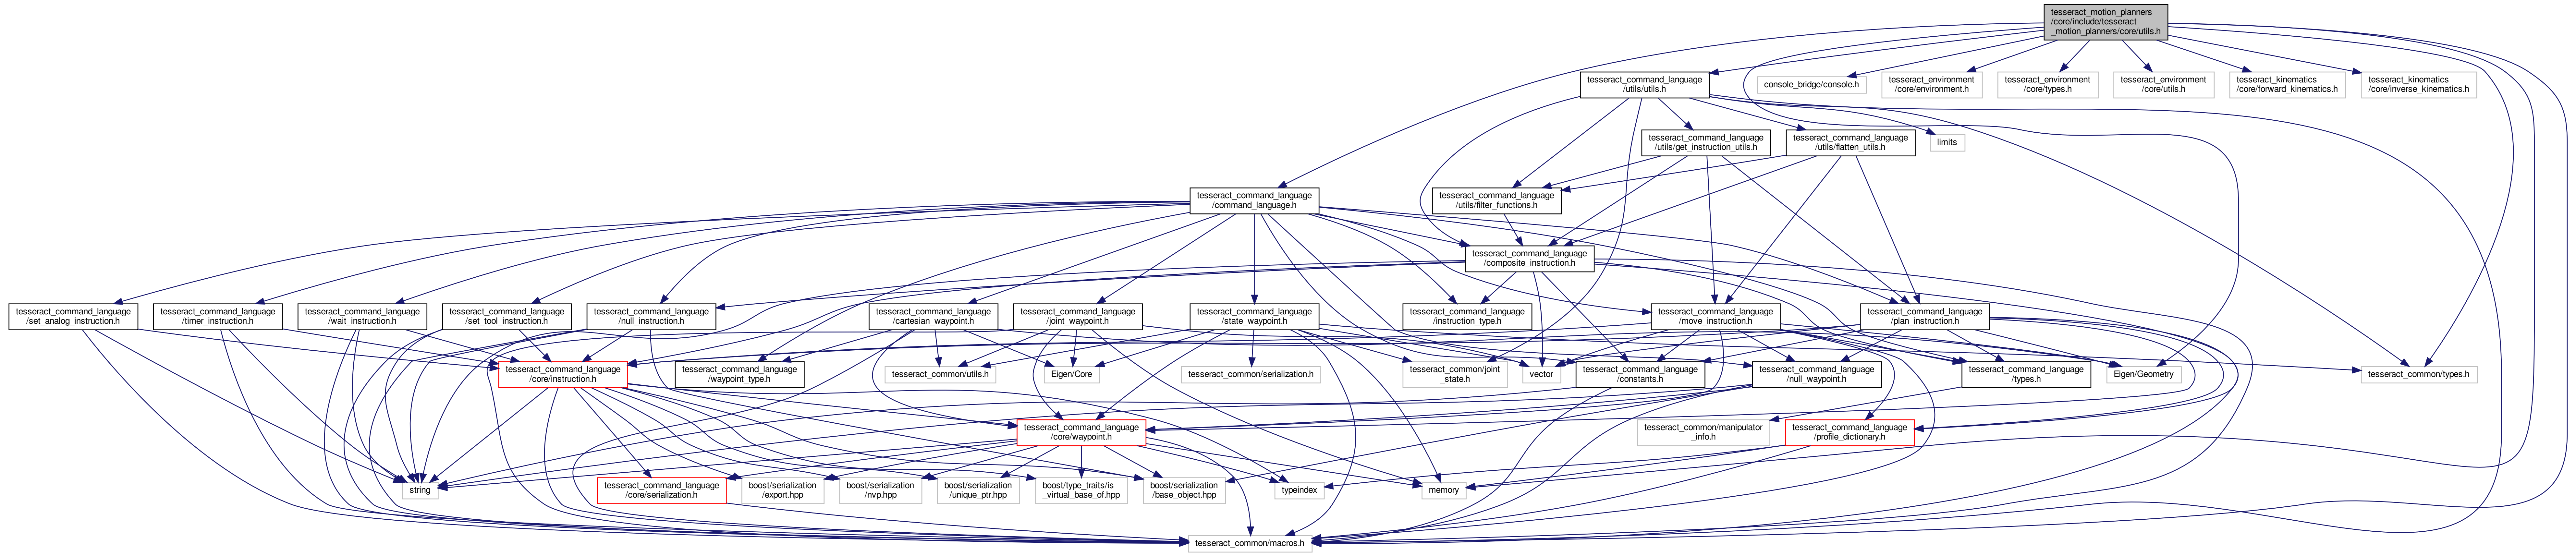 tesseract_motion_planners
/core/include/tesseract
_motion_planners/core/utils.h
tesseract_command_language
/utils/utils.h
console_bridge/console.h
tesseract_environment
/core/environment.h
tesseract_environment
/core/types.h
tesseract_environment
/core/utils.h
tesseract_kinematics
/core/forward_kinematics.h
tesseract_kinematics
/core/inverse_kinematics.h
tesseract_command_language
/utils/get_instruction_utils.h
tesseract_command_language
/utils/flatten_utils.h
limits
tesseract_command_language
/command_language.h
tesseract_command_language
/utils/filter_functions.h
tesseract_command_language
/composite_instruction.h
tesseract_command_language
/set_analog_instruction.h
tesseract_command_language
/timer_instruction.h
tesseract_command_language
/wait_instruction.h
tesseract_command_language
/set_tool_instruction.h
tesseract_command_language
/null_instruction.h
tesseract_command_language
/cartesian_waypoint.h
tesseract_command_language
/joint_waypoint.h
tesseract_command_language
/state_waypoint.h
tesseract_command_language
/instruction_type.h
tesseract_command_language
/move_instruction.h
tesseract_command_language
/plan_instruction.h
tesseract_command_language
/core/instruction.h
tesseract_command_language
/waypoint_type.h
tesseract_common/utils.h
Eigen/Core
tesseract_common/serialization.h
tesseract_common/joint
_state.h
vector
tesseract_command_language
/constants.h
tesseract_command_language
/null_waypoint.h
tesseract_command_language
/types.h
Eigen/Geometry
tesseract_common/types.h
tesseract_command_language
/core/waypoint.h
tesseract_common/manipulator
_info.h
tesseract_command_language
/profile_dictionary.h
string
tesseract_command_language
/core/serialization.h
boost/serialization
/export.hpp
boost/serialization
/nvp.hpp
boost/serialization
/unique_ptr.hpp
boost/type_traits/is
_virtual_base_of.hpp
boost/serialization
/base_object.hpp
typeindex
memory
tesseract_common/macros.h